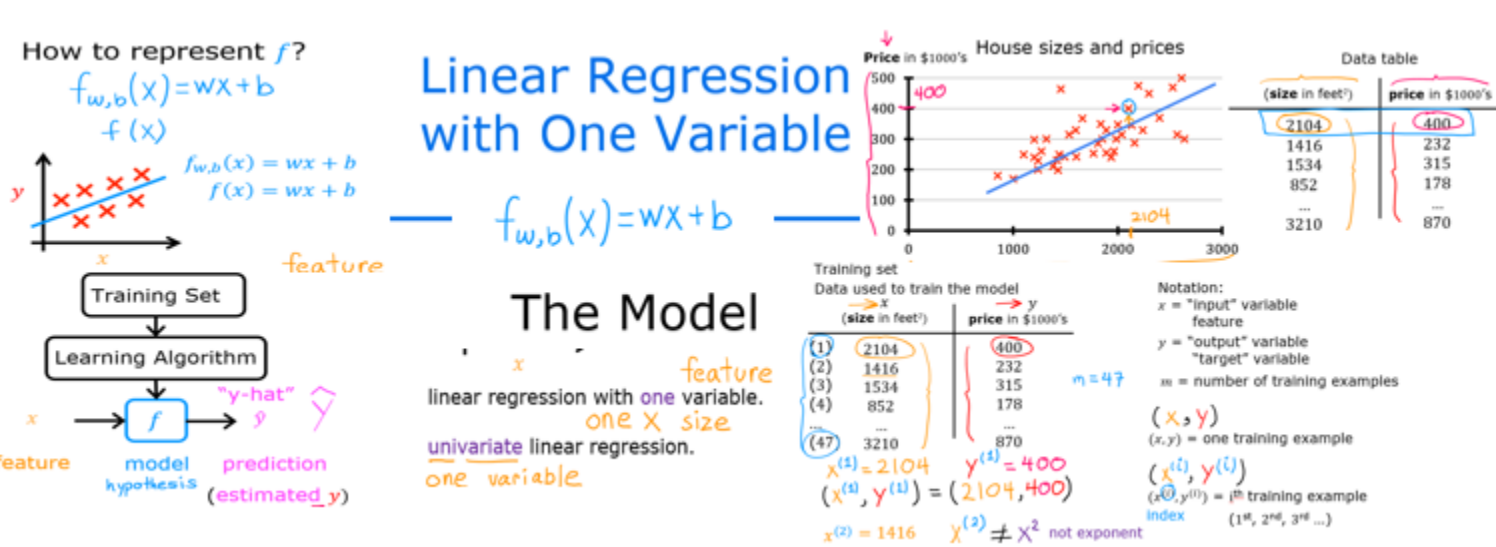 How to represent f?
f_w,b(x)=wx+b
f(x)
y
f_w,b(x) = wx + b
f(x) = wx + b
x
feature
Training Set
Learning Algorithm
x
f
"y-hat"
ŷ
ŷ
feature
model
hypothesis
prediction
(estimated y)
Linear Regression
with One Variable
f_w,b(x)=wx+b
The Model
x
feature
linear regression with one variable.
one x size
univariate linear regression.
one variable
House sizes and prices
Price in $1000's
500
400
400
300
200
100
0
2104
0 1000 2000 3000
Data table
(size in feet²) price in $1000's
2104 400
1416 232
1534 315
852 178
... ...
3210 870
Training set
Data used to train the model
x y
(size in feet²) price in $1000's
(1) 2104 400
(2) 1416 232
(3) 1534 315
(4) 852 178
... ... ...
(47) 3210 870
m=47
x⁽¹⁾=2104 y⁽¹⁾=400
(x⁽¹⁾, y⁽¹⁾) = (2104,400)
x⁽²⁾ = 1416 x⁽²⁾ ≠ x² not exponent
Notation:
x = "input" variable
feature
y = "output" variable
"target" variable
m = number of training examples
(x,y)
(x, y) = one training example
(x⁽ⁱ⁾, y⁽ⁱ⁾)
(x⁽ⁱ⁾, y⁽ⁱ⁾) = iᵗʰ training example
index
(1ˢᵗ, 2ⁿᵈ, 3ʳᵈ ...)